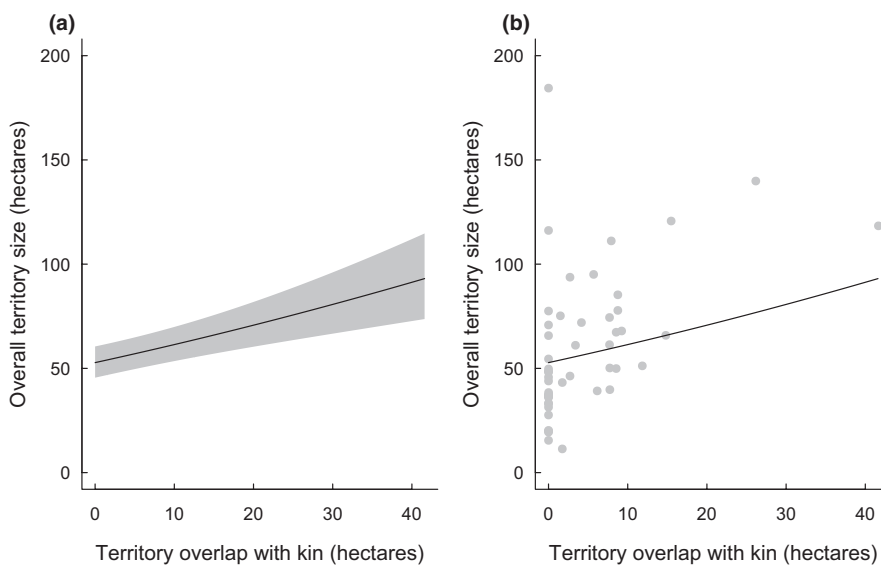 (a)
200
150
100
50
0
0 10 20 30 40
Overall territory size (hectares)
Territory overlap with kin (hectares)
(b)
200
150
100
50
0
0 10 20 30 40
Overall territory size (hectares)
Territory overlap with kin (hectares)